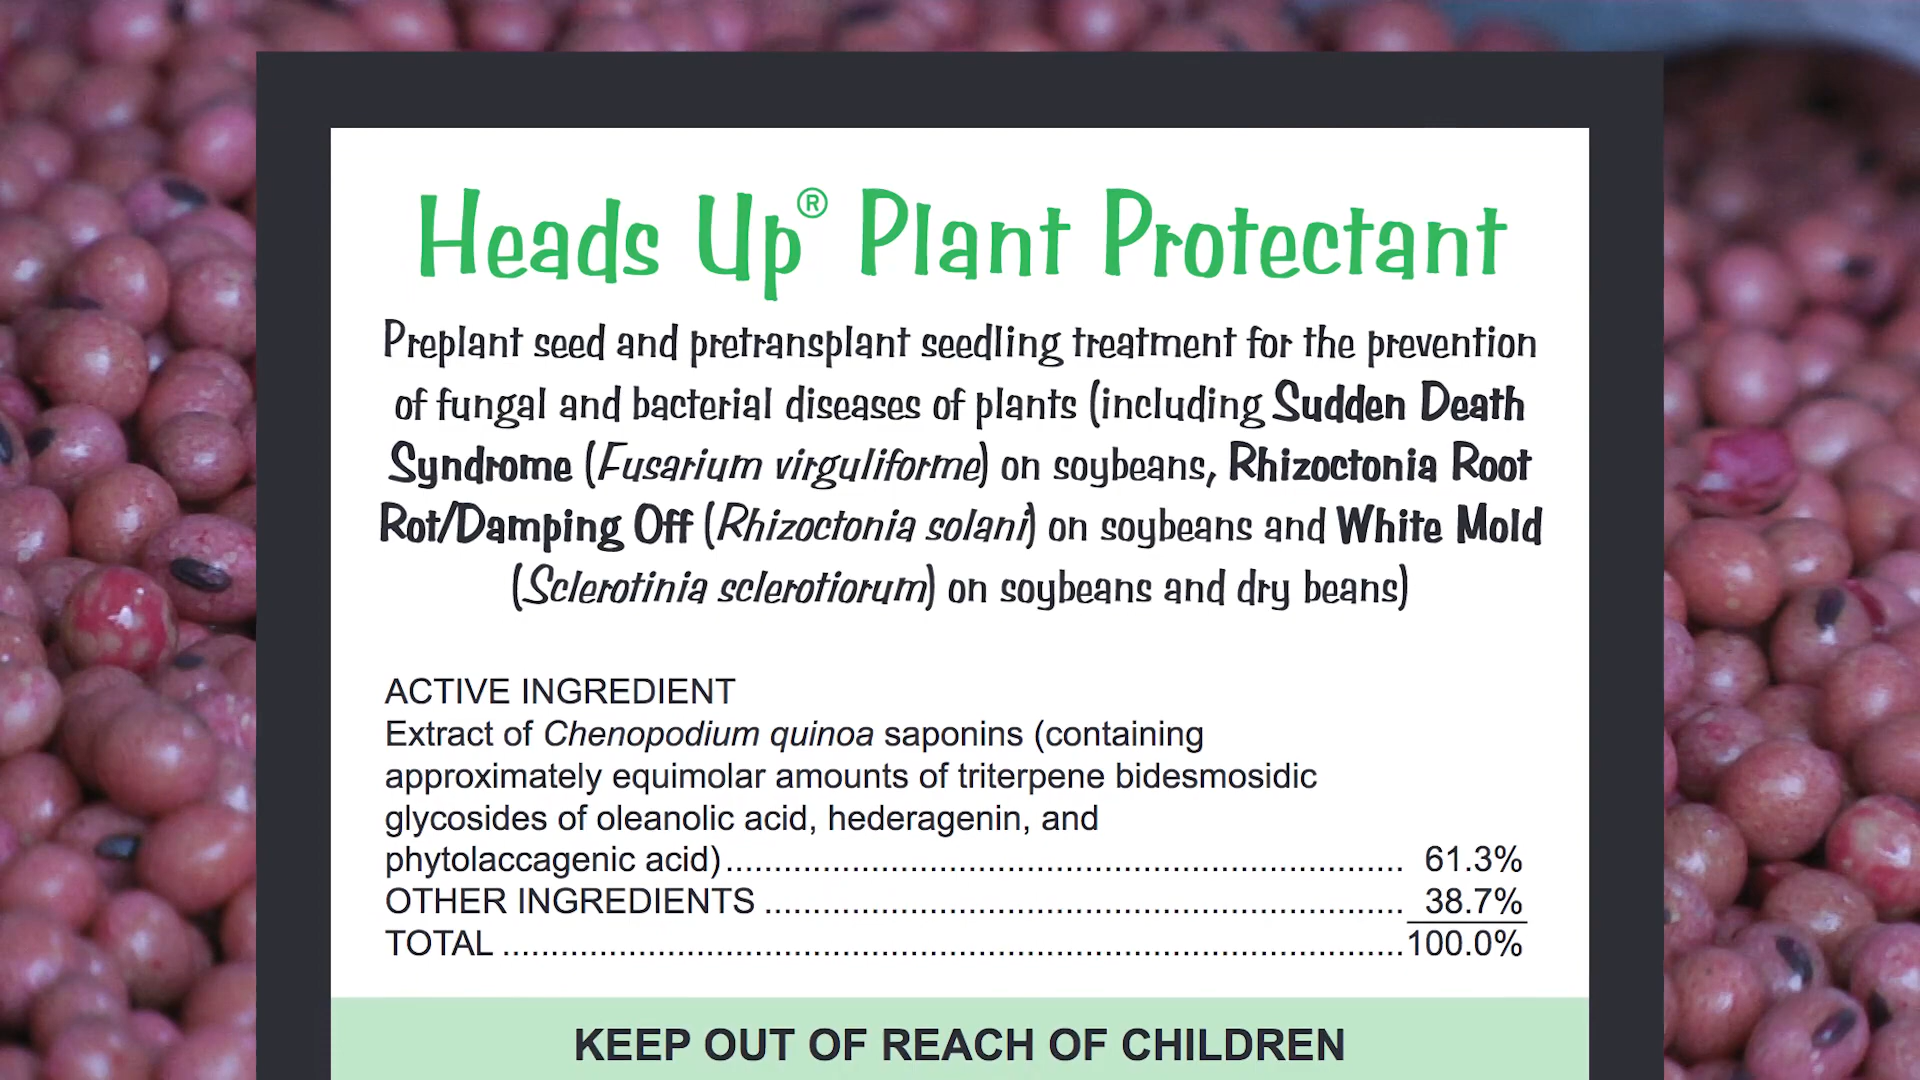 Heads Up® Plant Protectant
Preplant seed and pretransplant seedling treatment for the prevention
of fungal and bacterial diseases of plants (including Sudden Death
Syndrome (Fusarium virguliforme) on soybeans, Rhizoctonia Root
Rot/Damping Off (Rhizoctonia solani) on soybeans and White Mold
(Sclerotinia sclerotiorum) on soybeans and dry beans)
ACTIVE INGREDIENT
Extract of Chenopodium quinoa saponins (containing
approximately equimolar amounts of triterpene bidesmosidic
glycosides of oleanolic acid, hederagenin, and
phytolaccagenic acid)........................................................................ 61.3%
OTHER INGREDIENTS .................................................................... 38.7%
TOTAL ................................................................................................100.0%
KEEP OUT OF REACH OF CHILDREN